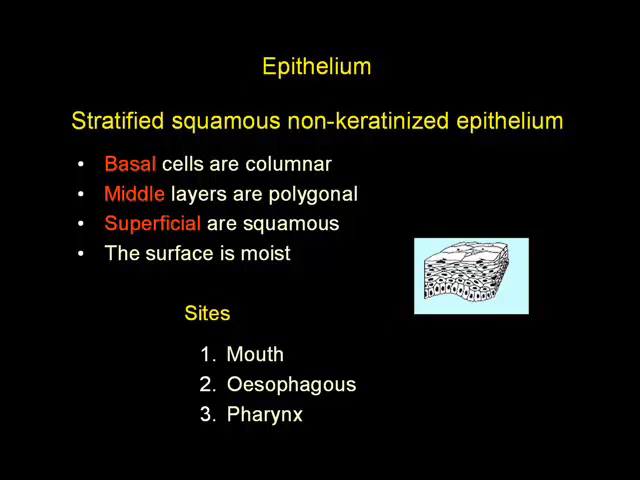 Epithelium
Stratified squamous non-keratinized epithelium
• Basal cells are columnar
• Middle layers are polygonal
• Superficial are squamous
• The surface is moist
Sites
1. Mouth
2. Oesophagous
3. Pharynx